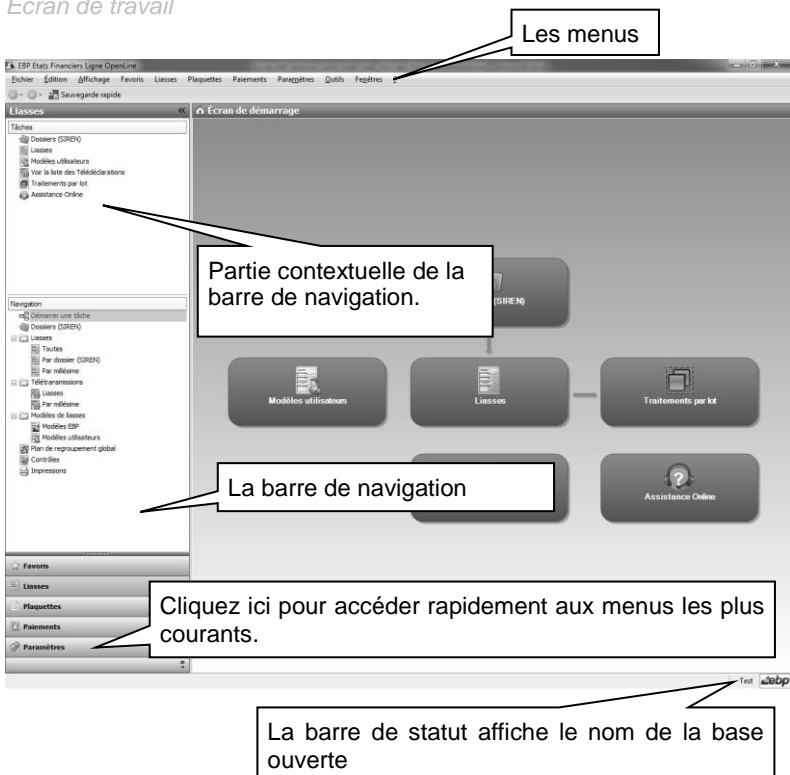 Ecran de travail
Les menus
EBP Etats Financiers Ligne OpenLine
Fichier Édition Affichage Favoris Liasses Plaquettes Paiements Paramètres Outils Fenêtres
Sauvegarde rapide
Liasses «
Écran de démarrage
Tâches
Dossiers (SIREN)
Liasses
Modèles utilisateurs
Voir la liste des Télédéclarations
Traitements par lot
Assistance Online
Partie contextuelle de la
barre de navigation.
(SIREN)
Navigation
Démarrer une tâche
Dossiers (SIREN)
Liasses
Toutes
Par dossier (SIREN)
Par millésime
Télétransmissions
Liasses
Par millésime
Modèles de liasses
Modèles EBP
Modèles utilisateurs
Plan de regroupement global
Contrôles
Impressions
Modèles utilisateurs
Liasses
Traitements par lot
La barre de navigation
Assistance Online
Favoris
Liasses
Plaquettes
Paiements
Paramètres
Cliquez ici pour accéder rapidement aux menus les plus
courants.
Test ebp
La barre de statut affiche le nom de la base
ouverte